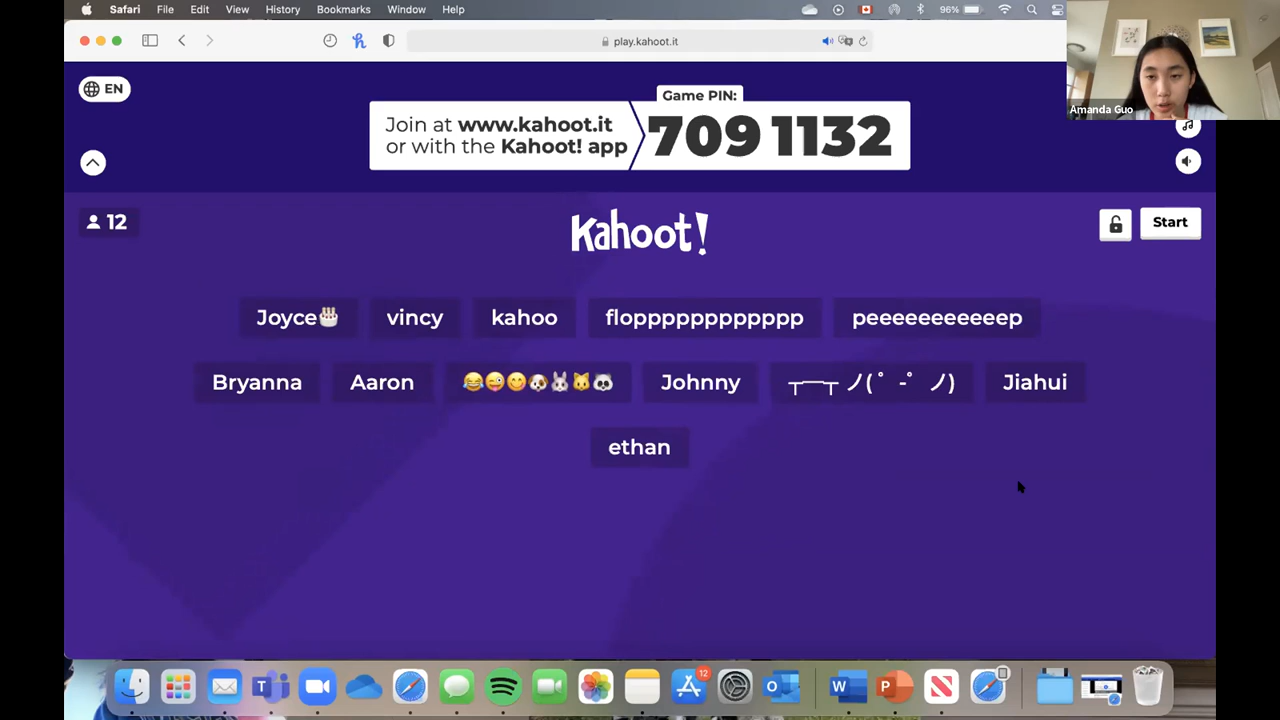 Safari File Edit View History Bookmarks Window Help 96%
play.kahoot.it
Amanda Guo
EN
Join at www.kahoot.it
or with the Kahoot! app
Game PIN:
709 1132
12
Kahoot!
Start
Joyce🎂 vincy kahoo floppppppppppp peeeeeeeeeeep
Bryanna Aaron 😂😜😋🐶🐰🐱🐼 Johnny ┬─┬ ノ( ゜-゜ノ) Jiahui
ethan
12